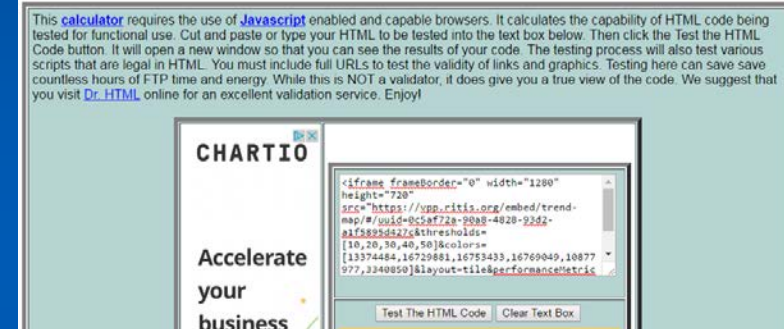 This calculator requires the use of Javascript enabled and capable browsers. It calculates the capability of HTML code being
tested for functional use. Cut and paste or type your HTML to be tested into the text box below. Then click the Test the HTML
Code button. It will open a new window so that you can see the results of your code. The testing process will also test various
scripts that are legal in HTML. You must include full URLs to test the validity of links and graphics. Testing here can save save
countless hours of FTP time and energy. While this is NOT a validator, it does give you a true view of the code. We suggest that
you visit Dr. HTML online for an excellent validation service. Enjoy!
CHARTIO
Accelerate
your
business
<iframe frameBorder="0" width="1280"
height="720"
src="https://vpp.ritis.org/embed/trend-
map/#/uuid=0c5af72a-90a8-4828-93d2-
a1f5895d427c&thresholds=
[10,20,30,40,50]&colors=
[13374484,16729881,16753433,16769049,10877
977,3340850]&layout=tile&performanceMetric
Test The HTML Code Clear Text Box